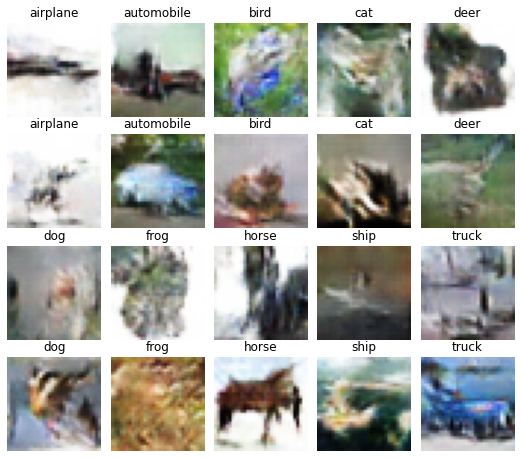 airplane automobile bird cat deer
airplane automobile bird cat deer
dog frog horse ship truck
dog frog horse ship truck